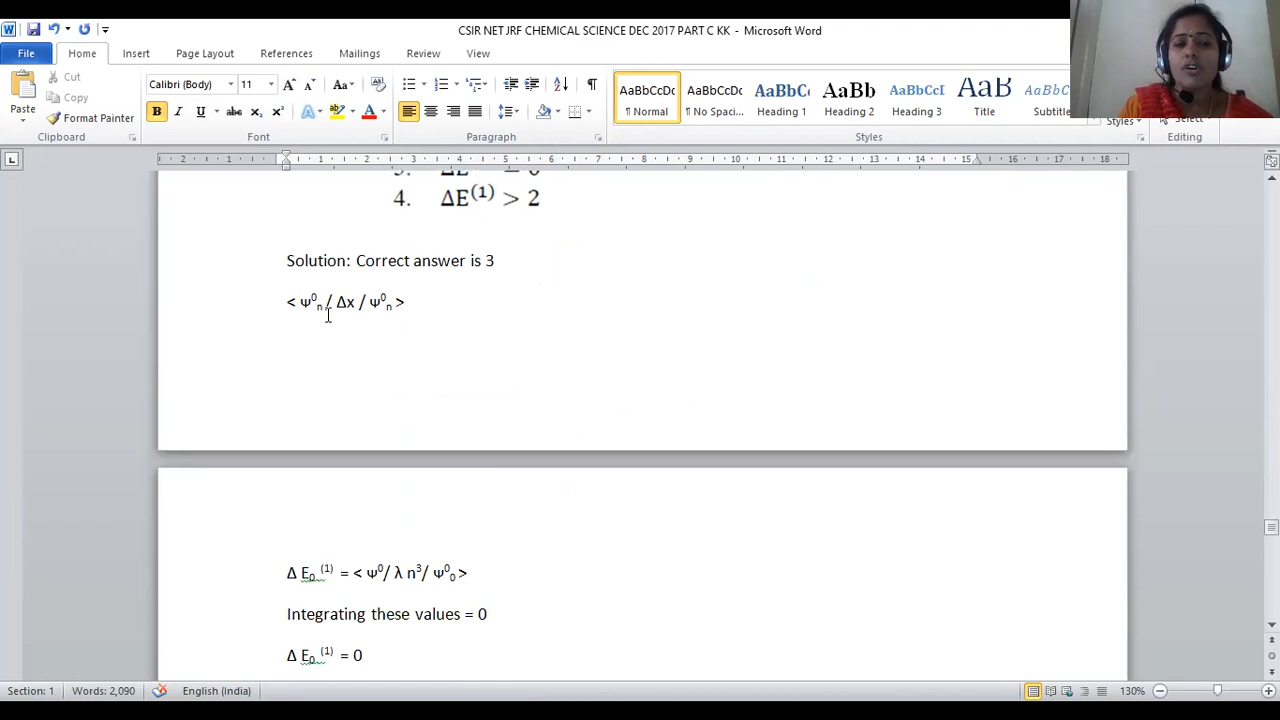 CSIR NET JRF CHEMICAL SCIENCE DEC 2017 PART C KK - Microsoft Word
File Home Insert Page Layout References Mailings Review View
Paste
Cut
Copy
Format Painter
Clipboard
Calibri (Body) 11
Font
Paragraph
AaBbCcDc AaBbCcDc AaBbC AaBbC AaBbCcI AaB AaBbCc
¶ Normal ¶ No Spaci... Heading 1 Heading 2 Heading 3 Title Subtitle
Styles
Select
Editing
4. ΔE⁽¹⁾ > 2
Solution: Correct answer is 3
< ψ⁰ₙ / Δx / ψ⁰ₙ >
Δ E₀ ⁽¹⁾ = < ψ⁰/ λ n³/ ψ⁰₀ >
Integrating these values = 0
Δ E₀ ⁽¹⁾ = 0
Section: 1 Words: 2,090 English (India) 130%